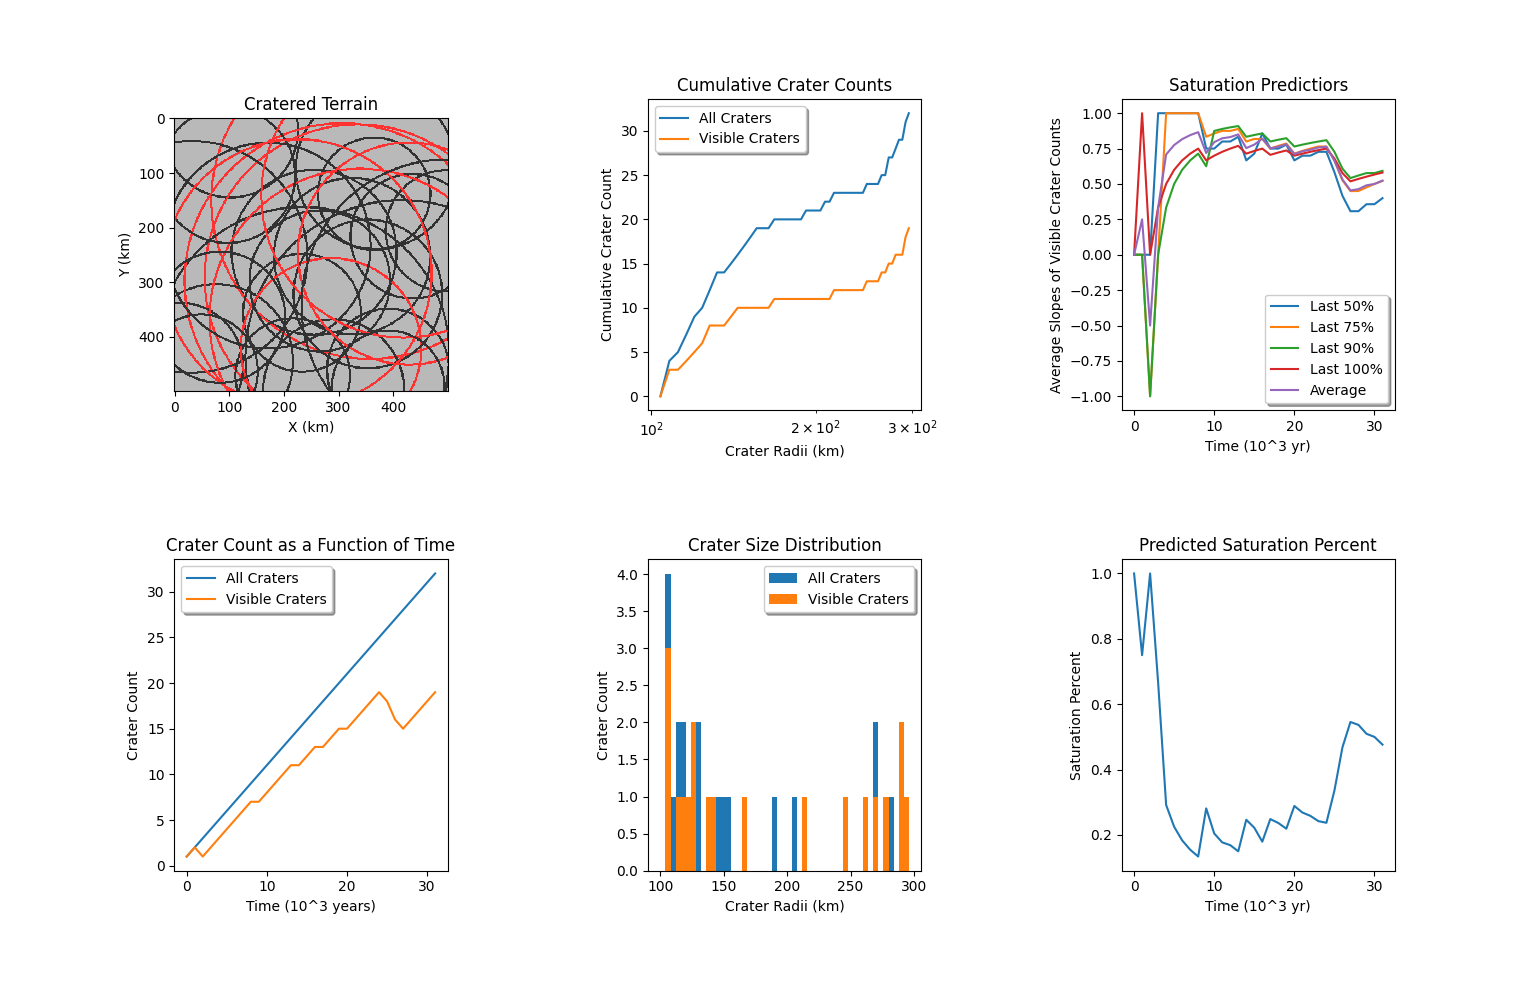 Cratered Terrain
0
100
200
300
400
Y (km)
0 100 200 300 400
X (km)
Cumulative Crater Counts
All Craters
Visible Craters
30
25
20
15
10
5
0
Cumulative Crater Count
10² 2 × 10² 3 × 10²
Crater Radii (km)
Saturation Predictiors
1.00
0.75
0.50
0.25
0.00
−0.25
−0.50
−0.75
−1.00
Average Slopes of Visible Crater Counts
Last 50%
Last 75%
Last 90%
Last 100%
Average
0 10 20 30
Time (10^3 yr)
Crater Count as a Function of Time
All Craters
Visible Craters
30
25
20
15
10
5
0
Crater Count
0 10 20 30
Time (10^3 years)
Crater Size Distribution
All Craters
Visible Craters
4.0
3.5
3.0
2.5
2.0
1.5
1.0
0.5
0.0
Crater Count
100 150 200 250 300
Crater Radii (km)
Predicted Saturation Percent
1.0
0.8
0.6
0.4
0.2
Saturation Percent
0 10 20 30
Time (10^3 yr)